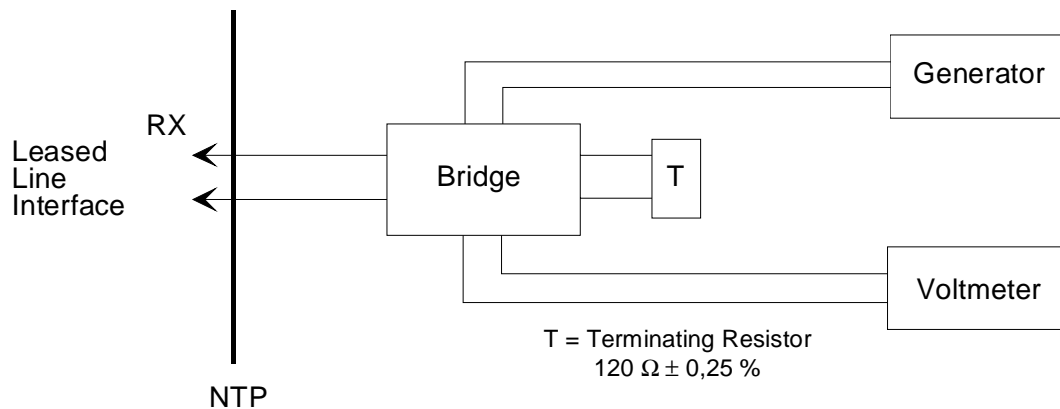 Generator
RX
Leased
Line
Interface
Bridge
T
Voltmeter
T = Terminating Resistor
120 Ω ± 0,25 %
NTP